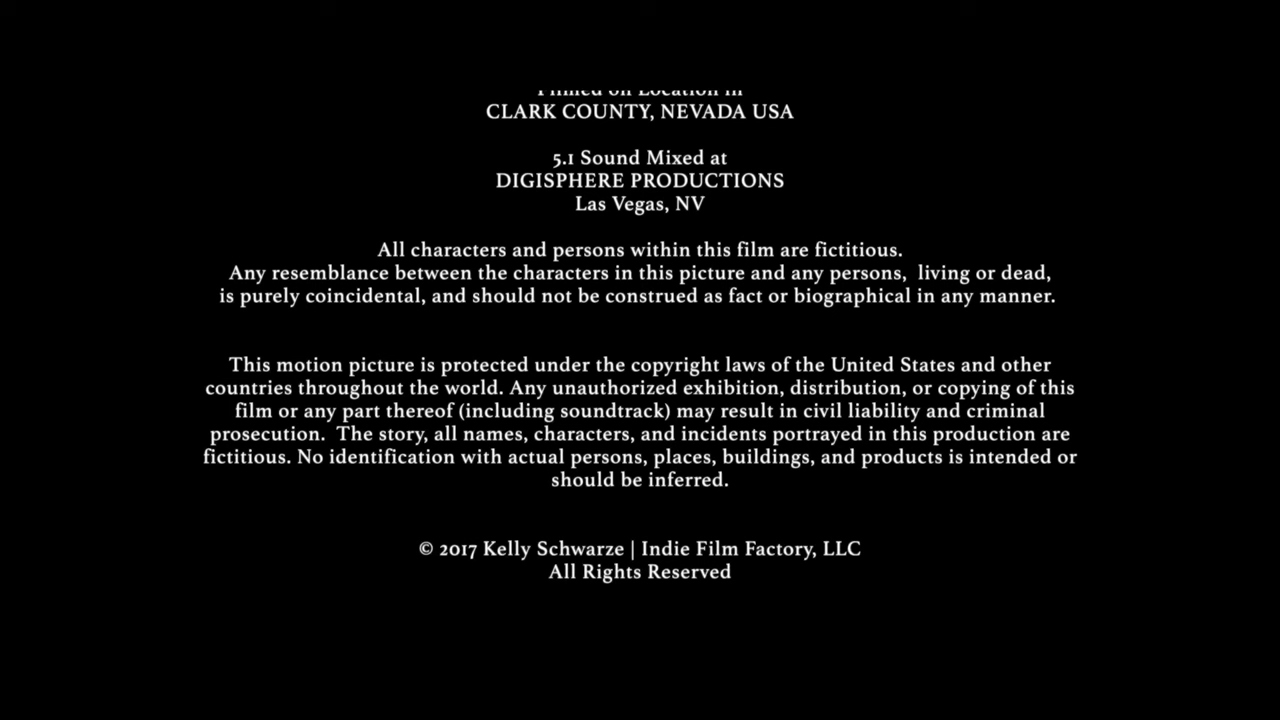 Filmed on Location in
CLARK COUNTY, NEVADA USA
5.1 Sound Mixed at
DIGISPHERE PRODUCTIONS
Las Vegas, NV
All characters and persons within this film are fictitious.
Any resemblance between the characters in this picture and any persons,  living or dead,
is purely coincidental, and should not be construed as fact or biographical in any manner.
This motion picture is protected under the copyright laws of the United States and other
countries throughout the world. Any unauthorized exhibition, distribution, or copying of this
film or any part thereof (including soundtrack) may result in civil liability and criminal
prosecution.  The story, all names, characters, and incidents portrayed in this production are
fictitious. No identification with actual persons, places, buildings, and products is intended or
should be inferred.
© 2017 Kelly Schwarze | Indie Film Factory, LLC
All Rights Reserved